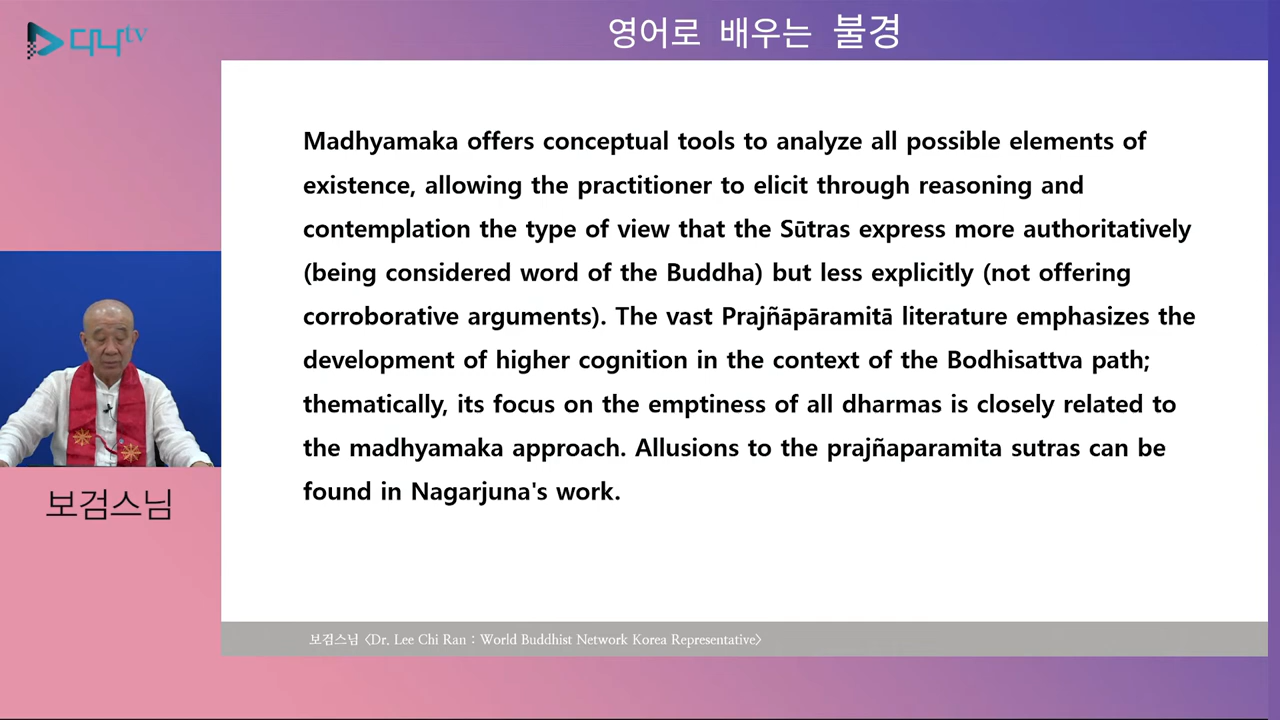 다나tv
영어로 배우는 불경
Madhyamaka offers conceptual tools to analyze all possible elements of
existence, allowing the practitioner to elicit through reasoning and
contemplation the type of view that the Sūtras express more authoritatively
(being considered word of the Buddha) but less explicitly (not offering
corroborative arguments). The vast Prajñāpāramitā literature emphasizes the
development of higher cognition in the context of the Bodhisattva path;
thematically, its focus on the emptiness of all dharmas is closely related to
the madhyamaka approach. Allusions to the prajñaparamita sutras can be
found in Nagarjuna's work.
보검스님
보검스님 <Dr. Lee Chi Ran : World Buddhist Network Korea Representative>